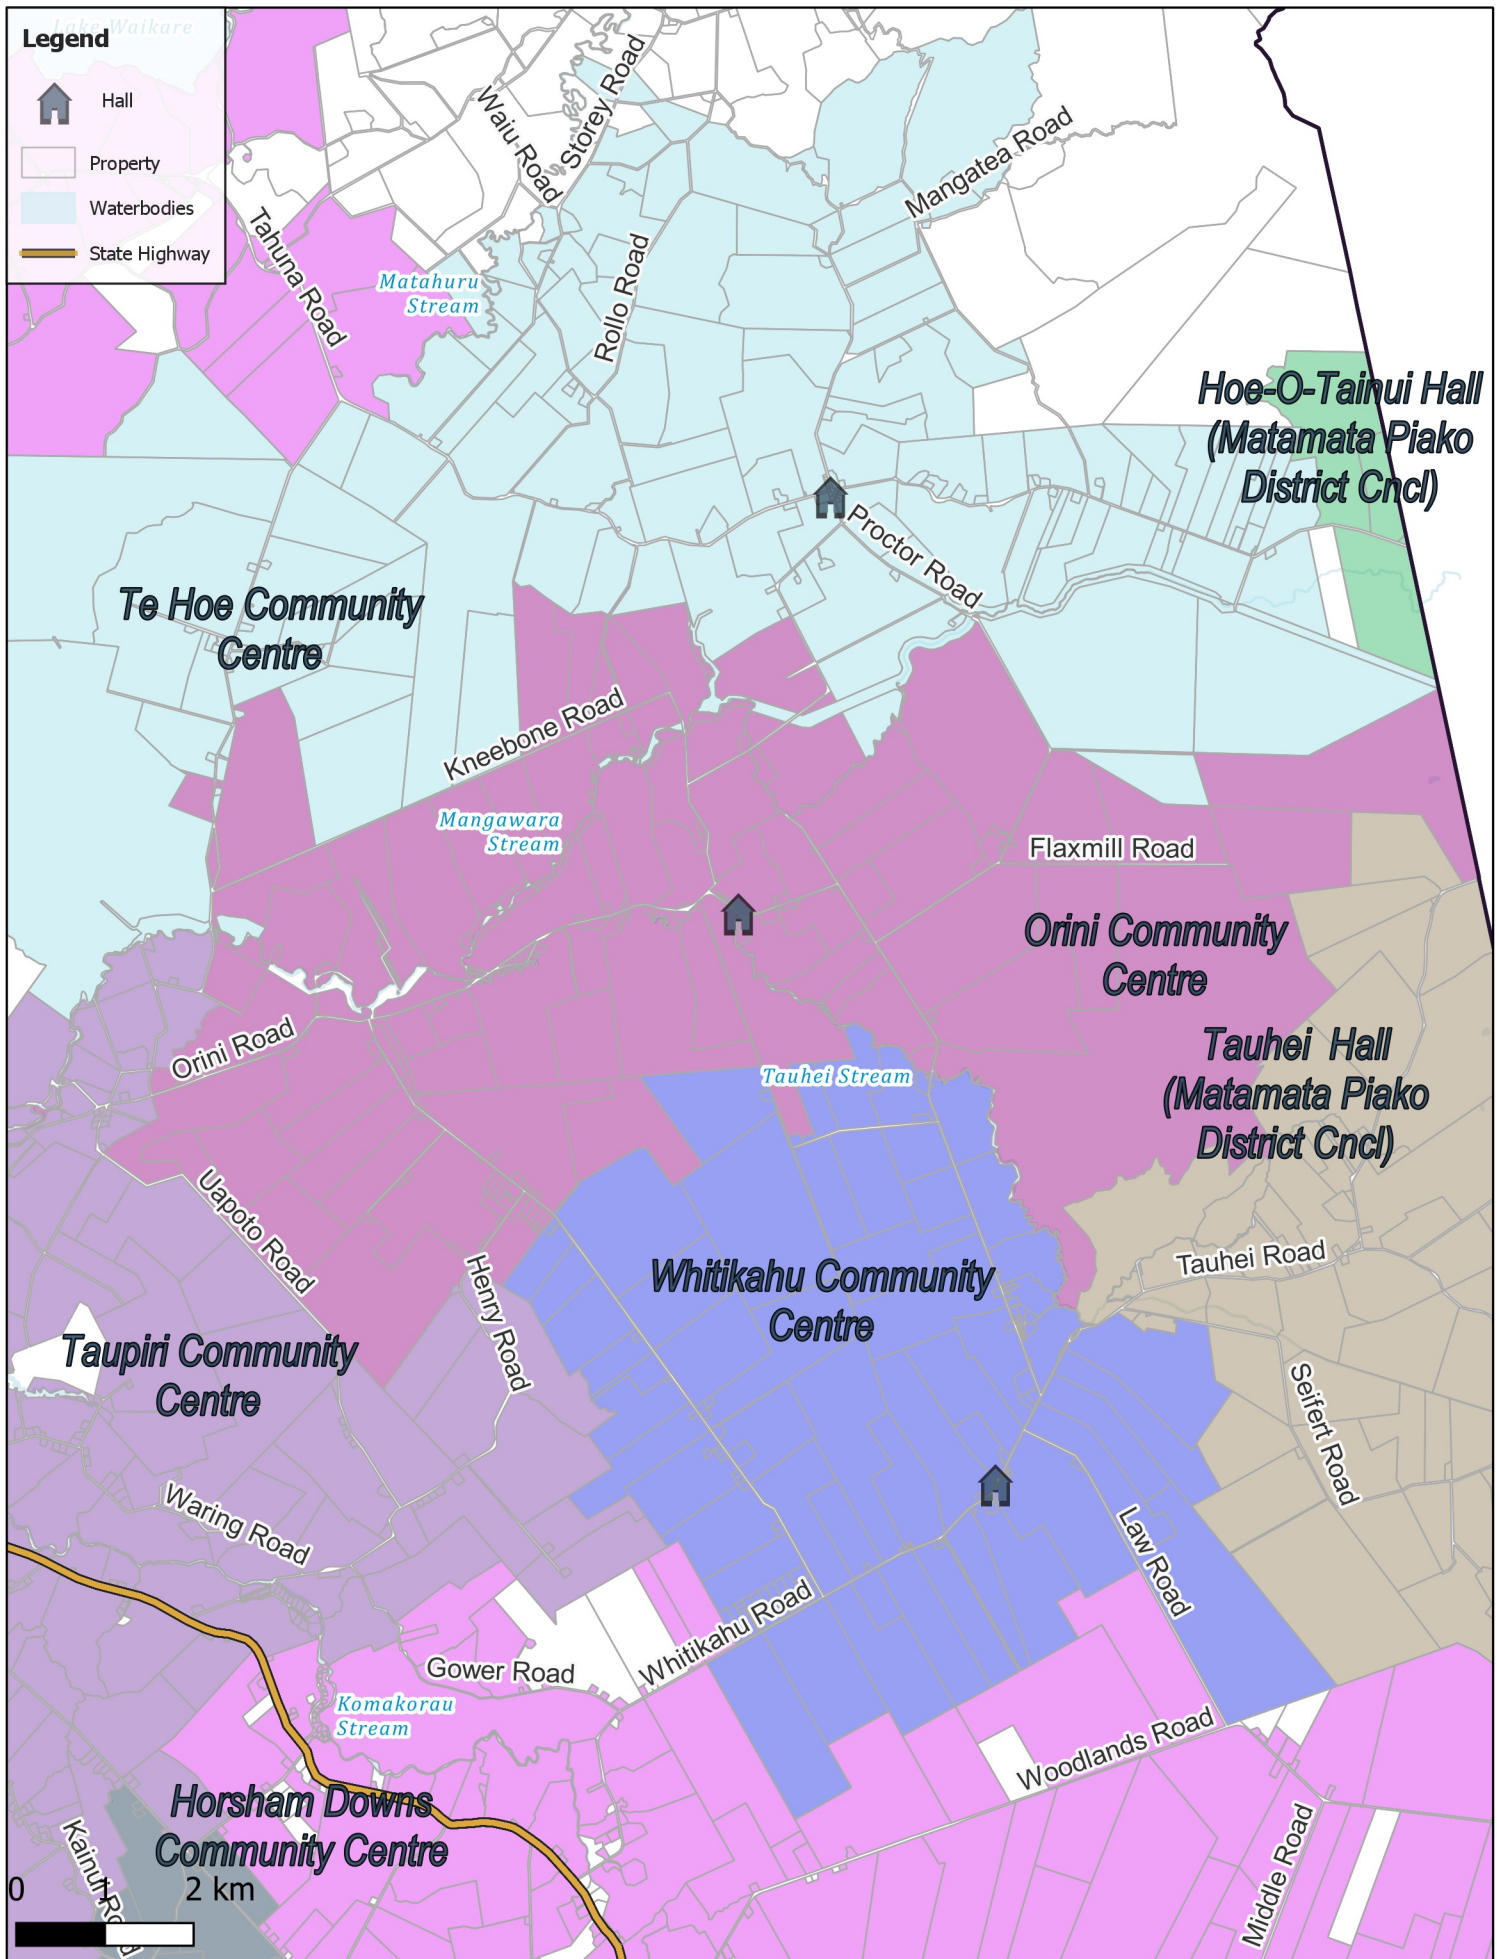 Lake Waikare
Legend
Hall
Property
Waterbodies
State Highway
Waiu Road
Storey Road
Mangatea Road
Tahuna Road
Matahuru
Stream
Rollo Road
Hoe-O-Tainui Hall
(Matamata Piako
District Cncl)
Proctor Road
Te Hoe Community
Centre
Kneebone Road
Mangawara
Stream
Flaxmill Road
Orini Community
Centre
Orini Road
Tauhei Hall
(Matamata Piako
District Cncl)
Tauhei Stream
Uapoto Road
Henry Road
Whitikahu Community
Centre
Tauhei Road
Taupiri Community
Centre
Seifert Road
Waring Road
Law Road
Whitikahu Road
Gower Road
Komakorau
Stream
Woodlands Road
Horsham Downs
Community Centre
Kainui Road
Middle Road
0 1 2 km